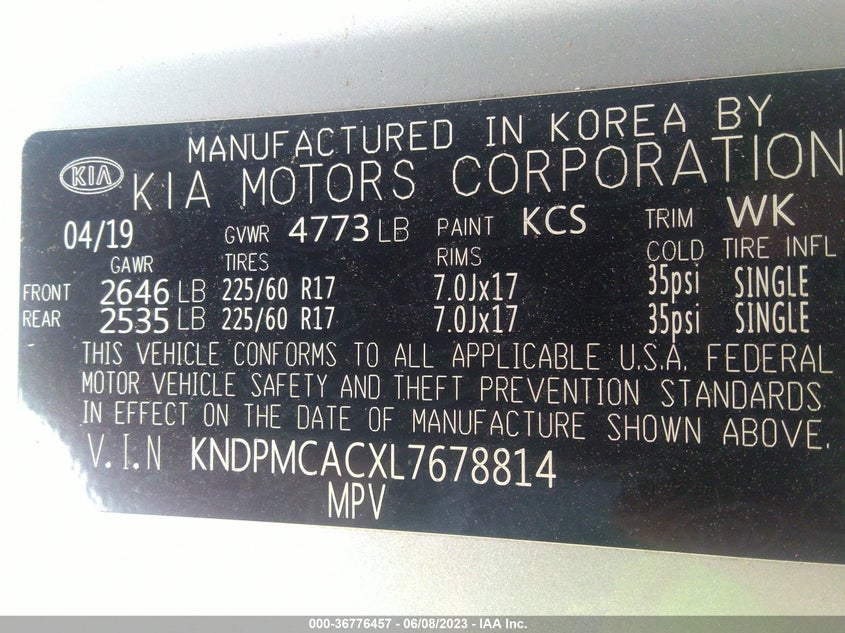 MANUFACTURED IN KOREA BY
KIA KIA MOTORS CORPORATION
04/19 GVWR 4773 LB PAINT KCS TRIM WK
GAWR TIRES RIMS COLD TIRE INFL
FRONT 2646 LB 225/60 R17 7.0Jx17 35psi SINGLE
REAR 2535 LB 225/60 R17 7.0Jx17 35psi SINGLE
THIS VEHICLE CONFORMS TO ALL APPLICABLE U.S.A. FEDERAL
MOTOR VEHICLE SAFETY AND THEFT PREVENTION STANDARDS
IN EFFECT ON THE DATE OF MANUFACTURE SHOWN ABOVE.
V.I.N KNDPMCACXL7678814
MPV
000-36776457 - 06/08/2023 - IAA Inc.